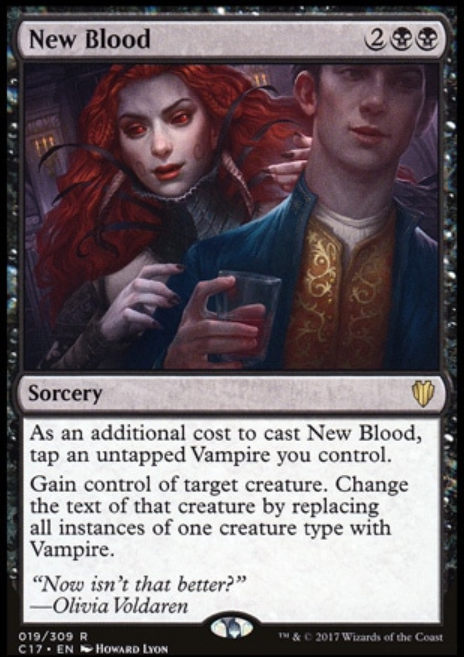 New Blood 2
Sorcery
As an additional cost to cast New Blood,
tap an untapped Vampire you control.
Gain control of target creature. Change
the text of that creature by replacing
all instances of one creature type with
Vampire.
“Now isn’t that better?”
—Olivia Voldaren
019/309 R
C17 • EN Howard Lyon
™ & © 2017 Wizards of the Coast